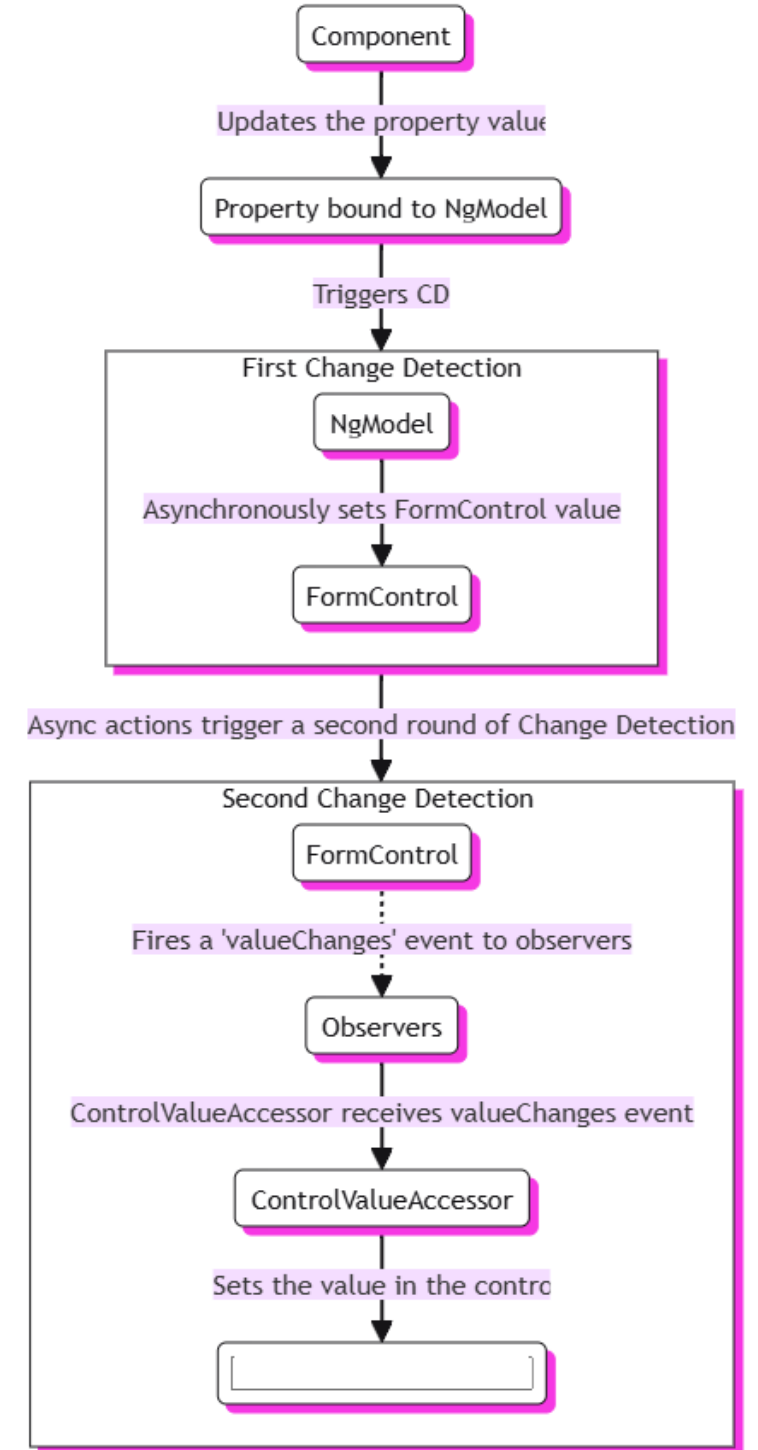 Component
Updates the property value
Property bound to NgModel
Triggers CD
First Change Detection
NgModel
Asynchronously sets FormControl value
FormControl
Async actions trigger a second round of Change Detection
Second Change Detection
FormControl
Fires a 'valueChanges' event to observers
Observers
ControlValueAccessor receives valueChanges event
ControlValueAccessor
Sets the value in the contro